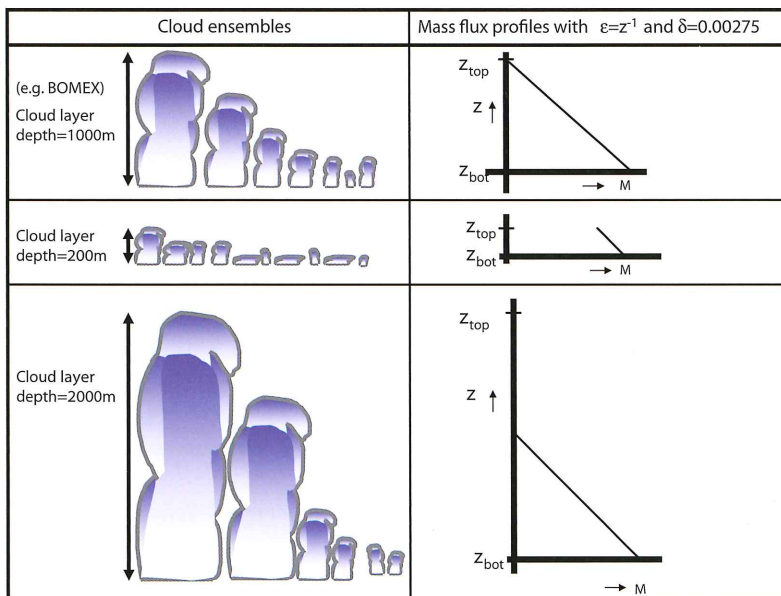 Cloud ensembles
Mass flux profiles with ε=z⁻¹ and δ=0.00275
(e.g. BOMEX)
Cloud layer
depth=1000m
z_top
z
z_bot
M
Cloud layer
depth=200m
z_top
z_bot
M
Cloud layer
depth=2000m
z_top
z
z_bot
M